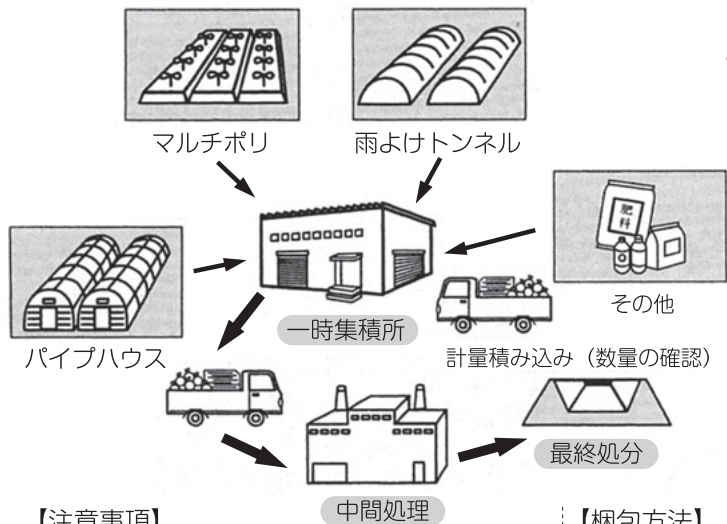 マルチポリ
雨よけトンネル
肥料
その他
パイプハウス
一時集積所
計量積み込み（数量の確認）
最終処分
中間処理
【注意事項】
【梱包方法】